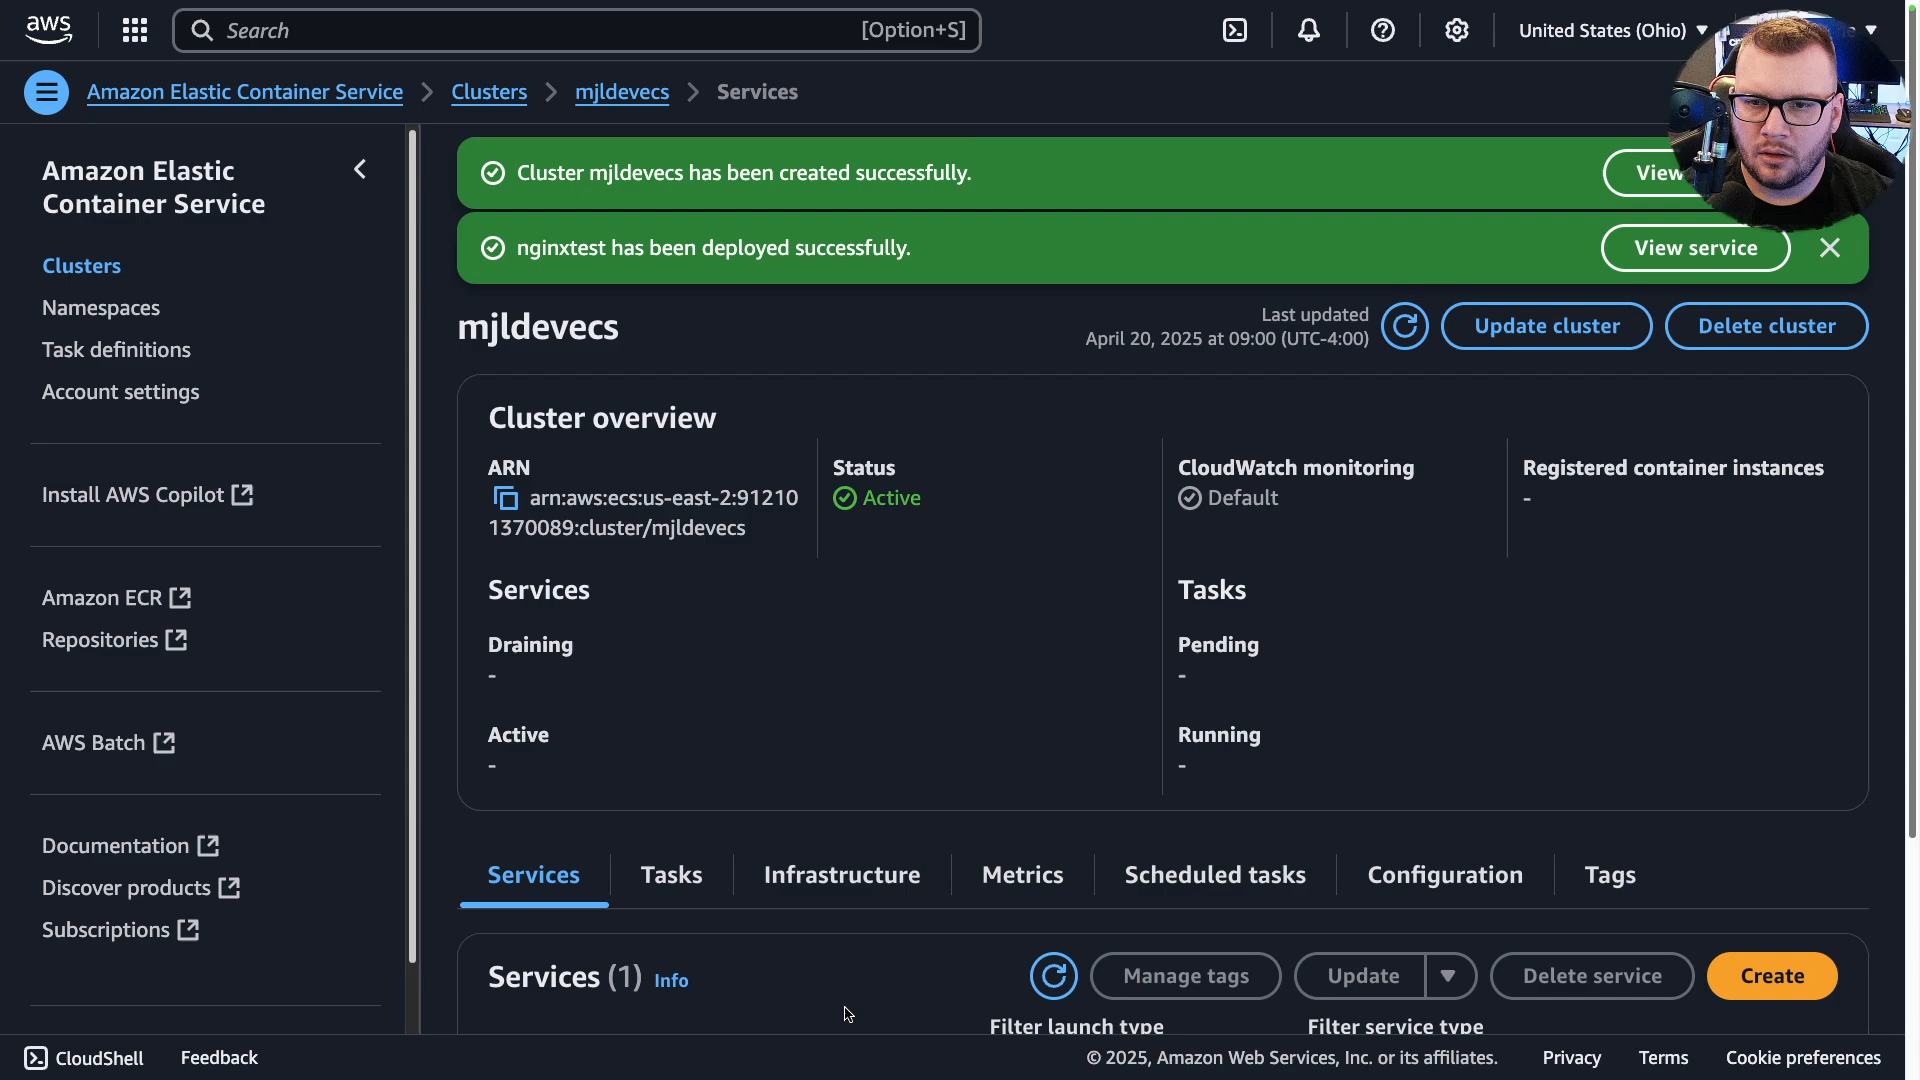 aws
Search
[Option+S]
United States (Ohio)
Amazon Elastic Container Service
Clusters
mjldevecs
Services
Amazon Elastic
Container Service
Clusters
Namespaces
Task definitions
Account settings
Install AWS Copilot
Amazon ECR
Repositories
AWS Batch
Documentation
Discover products
Subscriptions
Cluster mjldevecs has been created successfully.
View
nginxtest has been deployed successfully.
View service
mjldevecs
Last updated
April 20, 2025 at 09:00 (UTC-4:00)
Update cluster
Delete cluster
Cluster overview
ARN
arn:aws:ecs:us-east-2:91210
1370089:cluster/mjldevecs
Status
Active
CloudWatch monitoring
Default
Registered container instances
-
Services
Draining
-
Active
-
Tasks
Pending
-
Running
-
Services
Tasks
Infrastructure
Metrics
Scheduled tasks
Configuration
Tags
Services (1) Info
Manage tags
Update
Delete service
Create
Filter launch type
Filter service type
CloudShell
Feedback
© 2025, Amazon Web Services, Inc. or its affiliates.
Privacy
Terms
Cookie preferences